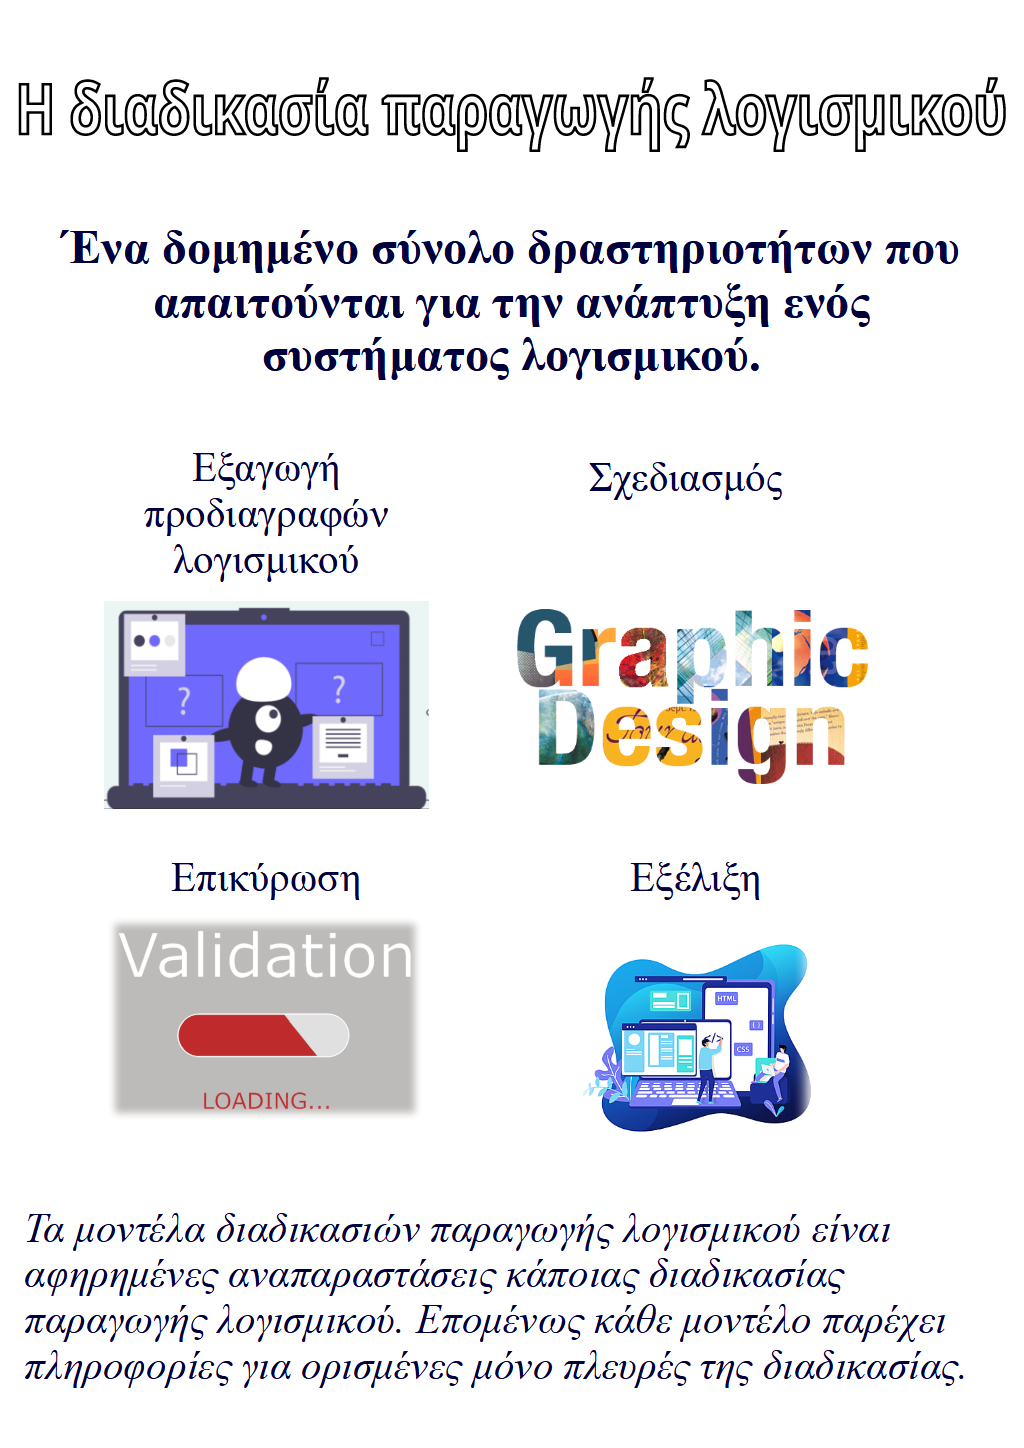 Η διαδικασία παραγωγής λογισμικού
Ένα δομημένο σύνολο δραστηριοτήτων που
απαιτούνται για την ανάπτυξη ενός
συστήματος λογισμικού.
Εξαγωγή
προδιαγραφών
λογισμικού
? ?
Σχεδιασμός
Graphic
Design
Επικύρωση
Validation
LOADING...
Εξέλιξη
HTML
{ }
</>
CSS
Τα μοντέλα διαδικασιών παραγωγής λογισμικού είναι
αφηρημένες αναπαραστάσεις κάποιας διαδικασίας
παραγωγής λογισμικού. Επομένως κάθε μοντέλο παρέχει
πληροφορίες για ορισμένες μόνο πλευρές της διαδικασίας.